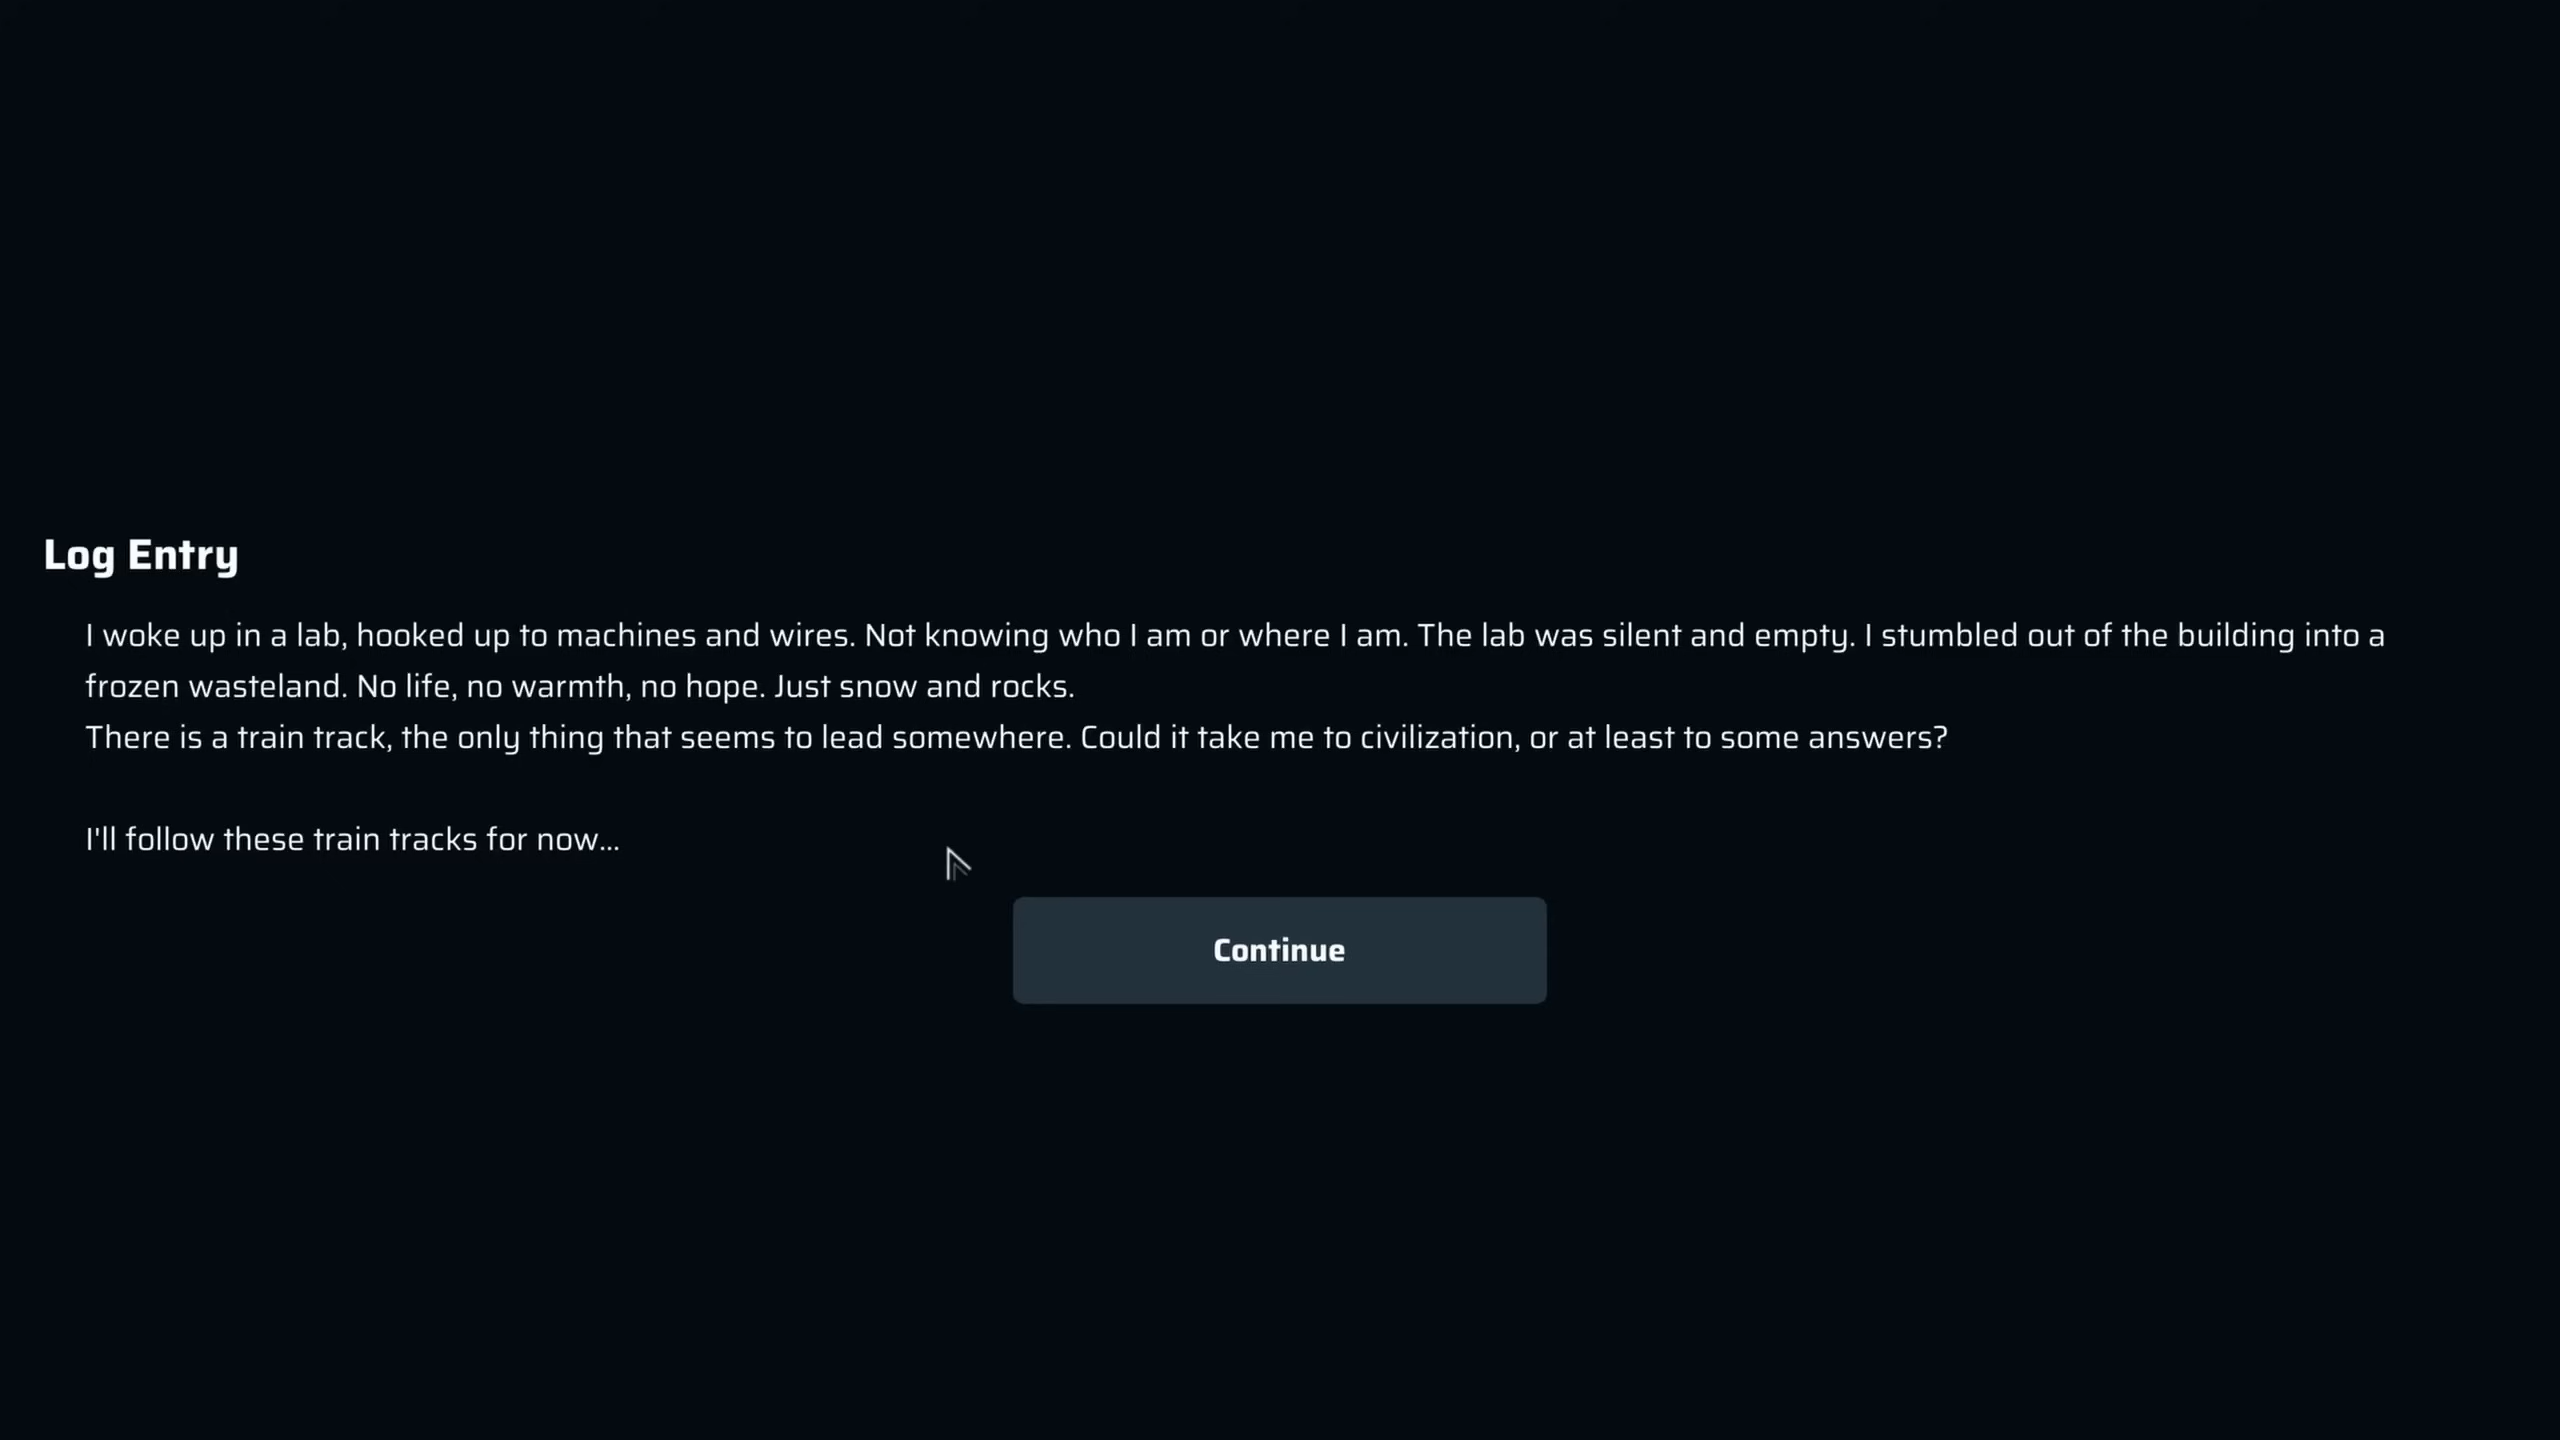 Log Entry
I woke up in a lab, hooked up to machines and wires. Not knowing who I am or where I am. The lab was silent and empty. I stumbled out of the building into a
frozen wasteland. No life, no warmth, no hope. Just snow and rocks.
There is a train track, the only thing that seems to lead somewhere. Could it take me to civilization, or at least to some answers?
I'll follow these train tracks for now...
Continue